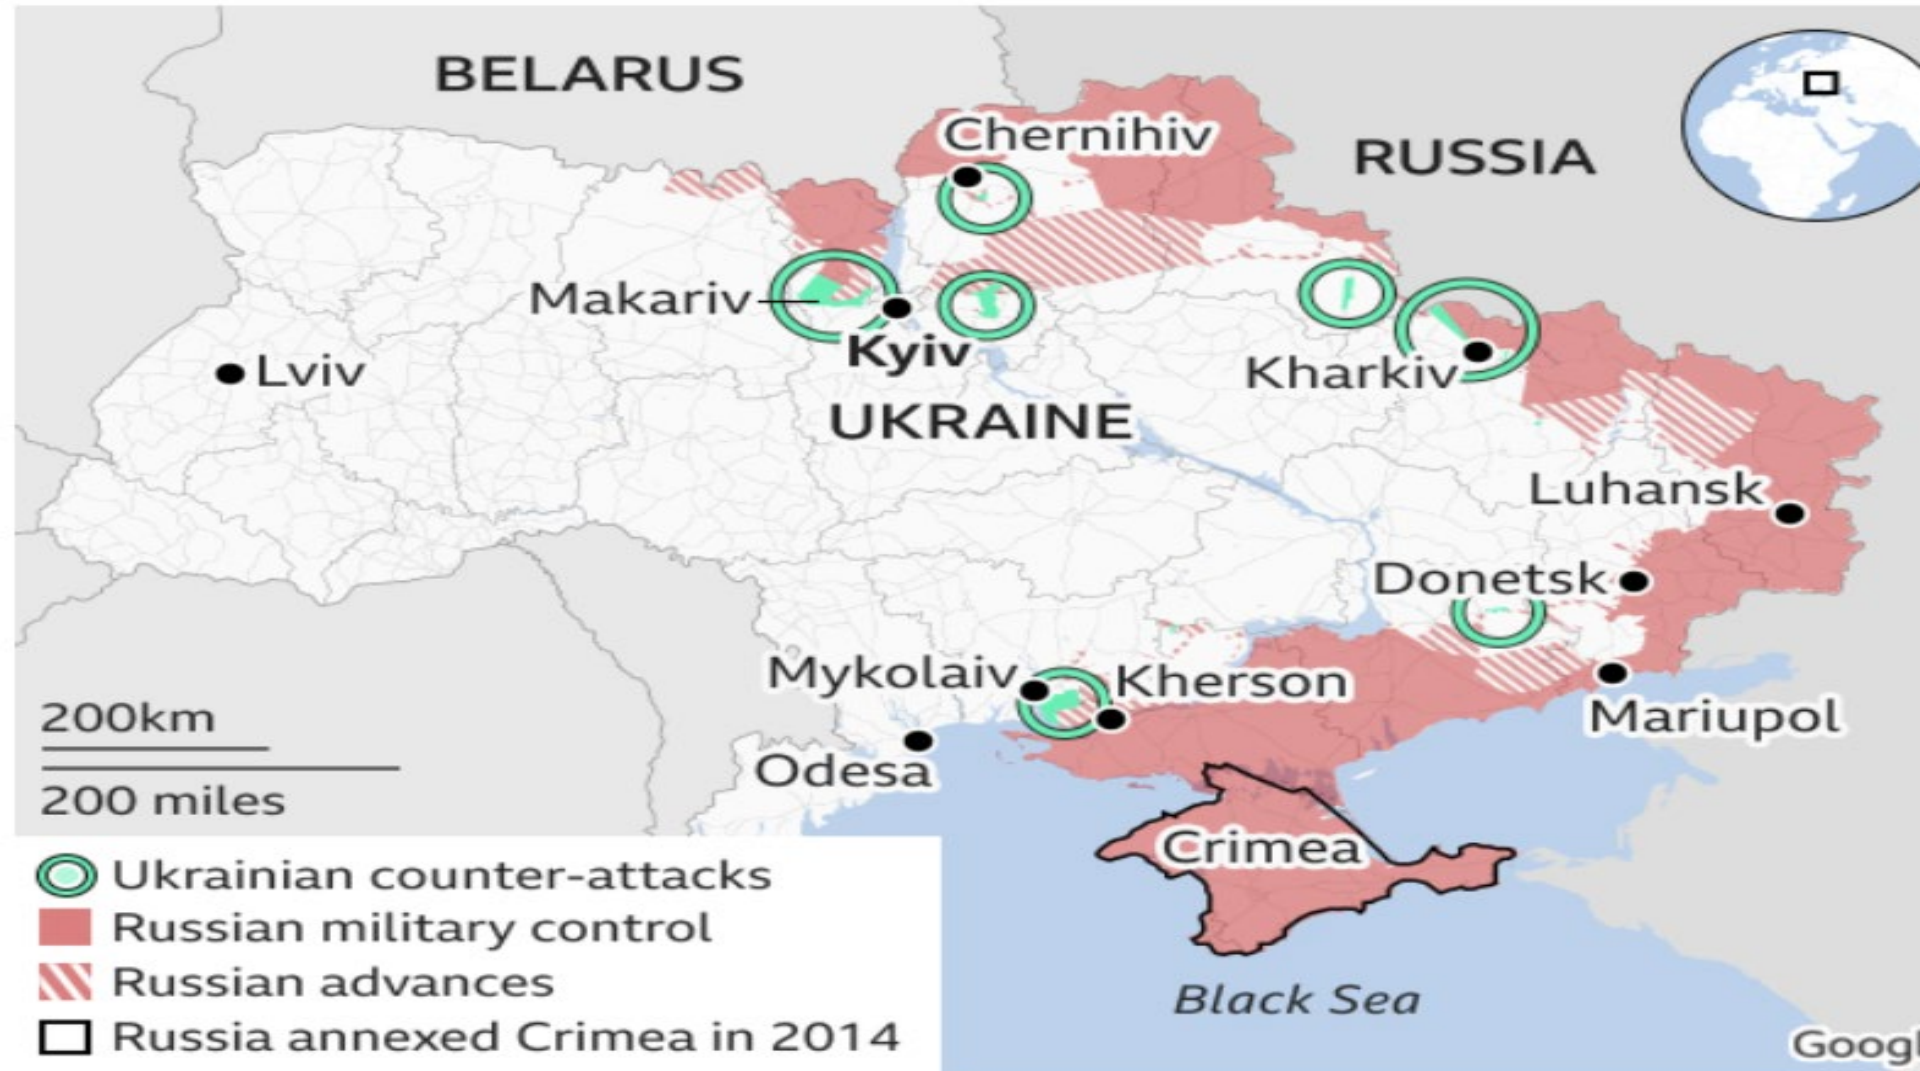 BELARUS
Chernihiv
RUSSIA
Makariv
Kyiv
Lviv
Kharkiv
UKRAINE
Luhansk
Donetsk
Mykolaiv
Kherson
Mariupol
Odesa
200km
200 miles
Crimea
Black Sea
Ukrainian counter-attacks
Russian military control
Russian advances
Russia annexed Crimea in 2014
Googl